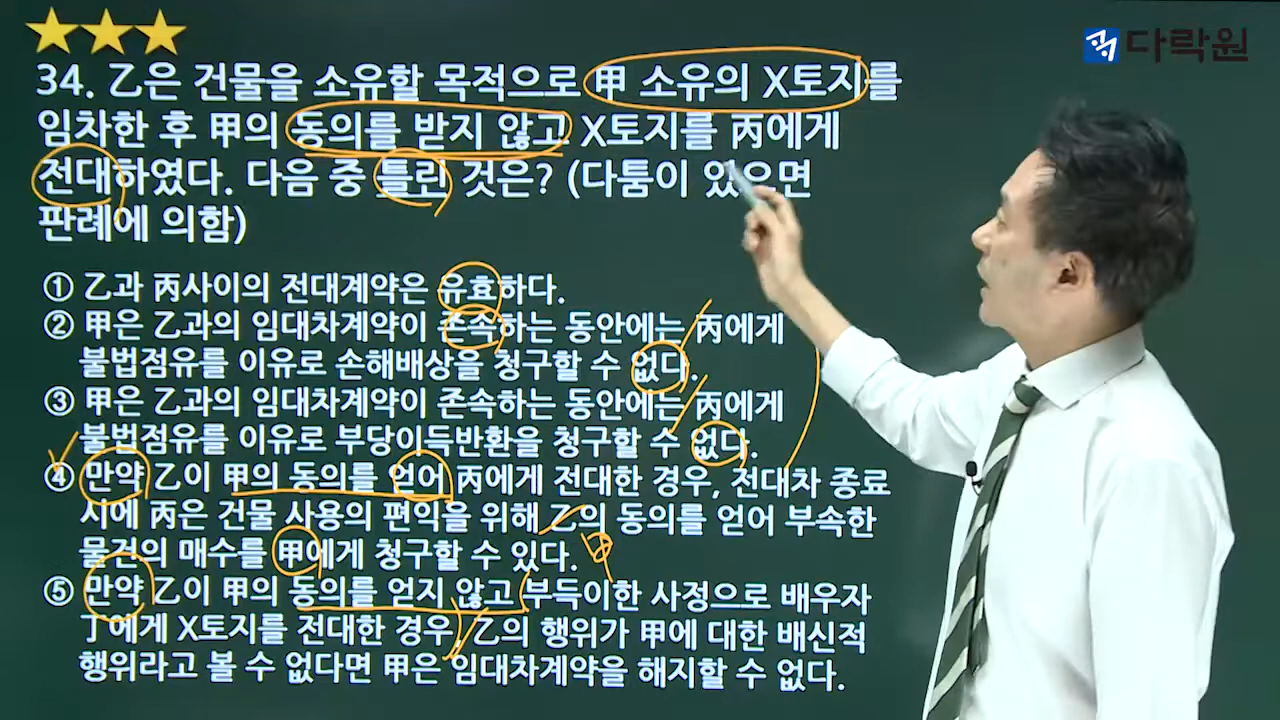 다락원
34. 乙은 건물을 소유할 목적으로 甲 소유의 X토지를
임차한 후 甲의 동의를 받지 않고 X토지를 丙에게
전대하였다. 다음 중 틀린 것은? (다툼이 있으면
판례에 의함)
① 乙과 丙사이의 전대계약은 유효하다.
② 甲은 乙과의 임대차계약이 존속하는 동안에는 丙에게
불법점유를 이유로 손해배상을 청구할 수 없다.
③ 甲은 乙과의 임대차계약이 존속하는 동안에는 丙에게
불법점유를 이유로 부당이득반환을 청구할 수 없다.
④ 만약 乙이 甲의 동의를 얻어 丙에게 전대한 경우, 전대차 종료
시에 丙은 건물 사용의 편익을 위해 乙의 동의를 얻어 부속한
물건의 매수를 甲에게 청구할 수 있다.
⑤ 만약 乙이 甲의 동의를 얻지 않고 부득이한 사정으로 배우자
丁에게 X토지를 전대한 경우, 乙의 행위가 甲에 대한 배신적
행위라고 볼 수 없다면 甲은 임대차계약을 해지할 수 없다.